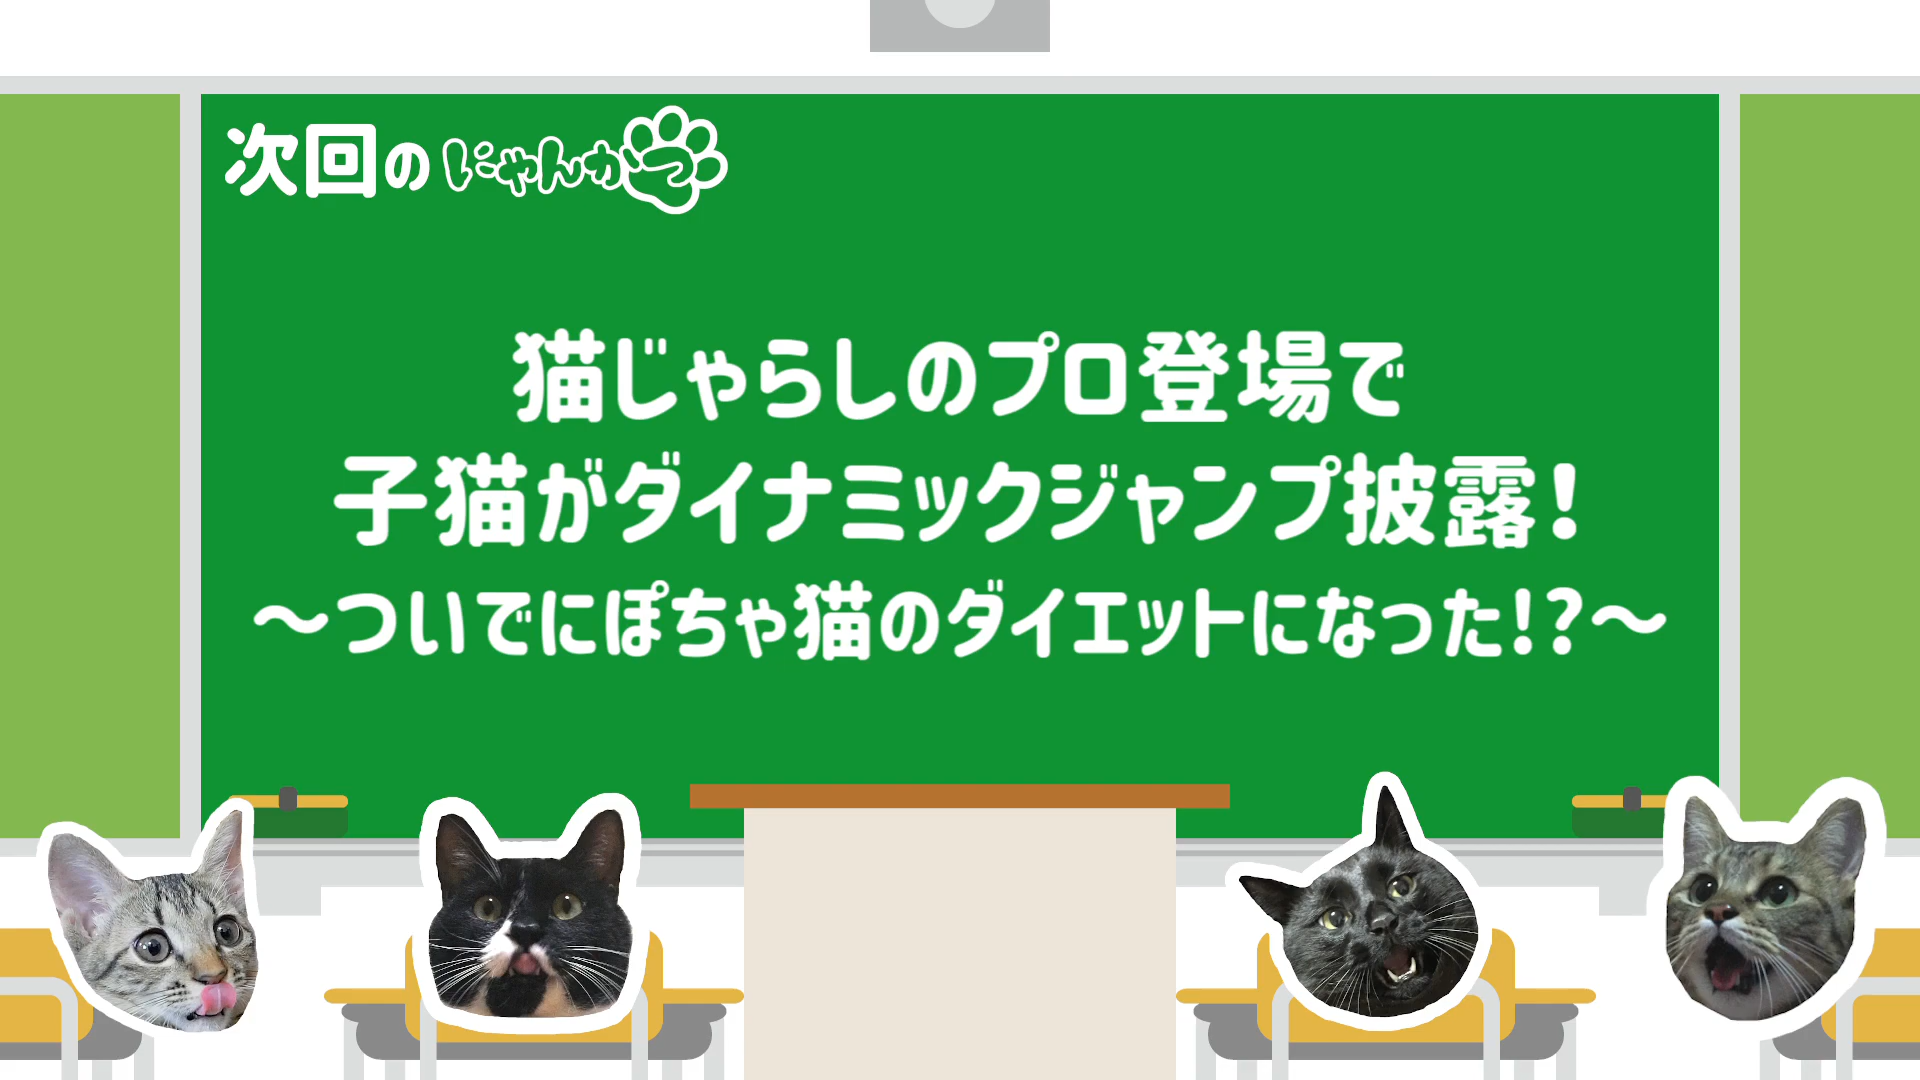 次回のにゃんかつ
猫じゃらしのプロ登場で
子猫がダイナミックジャンプ披露！
〜ついでにぽちゃ猫のダイエットになった！？〜